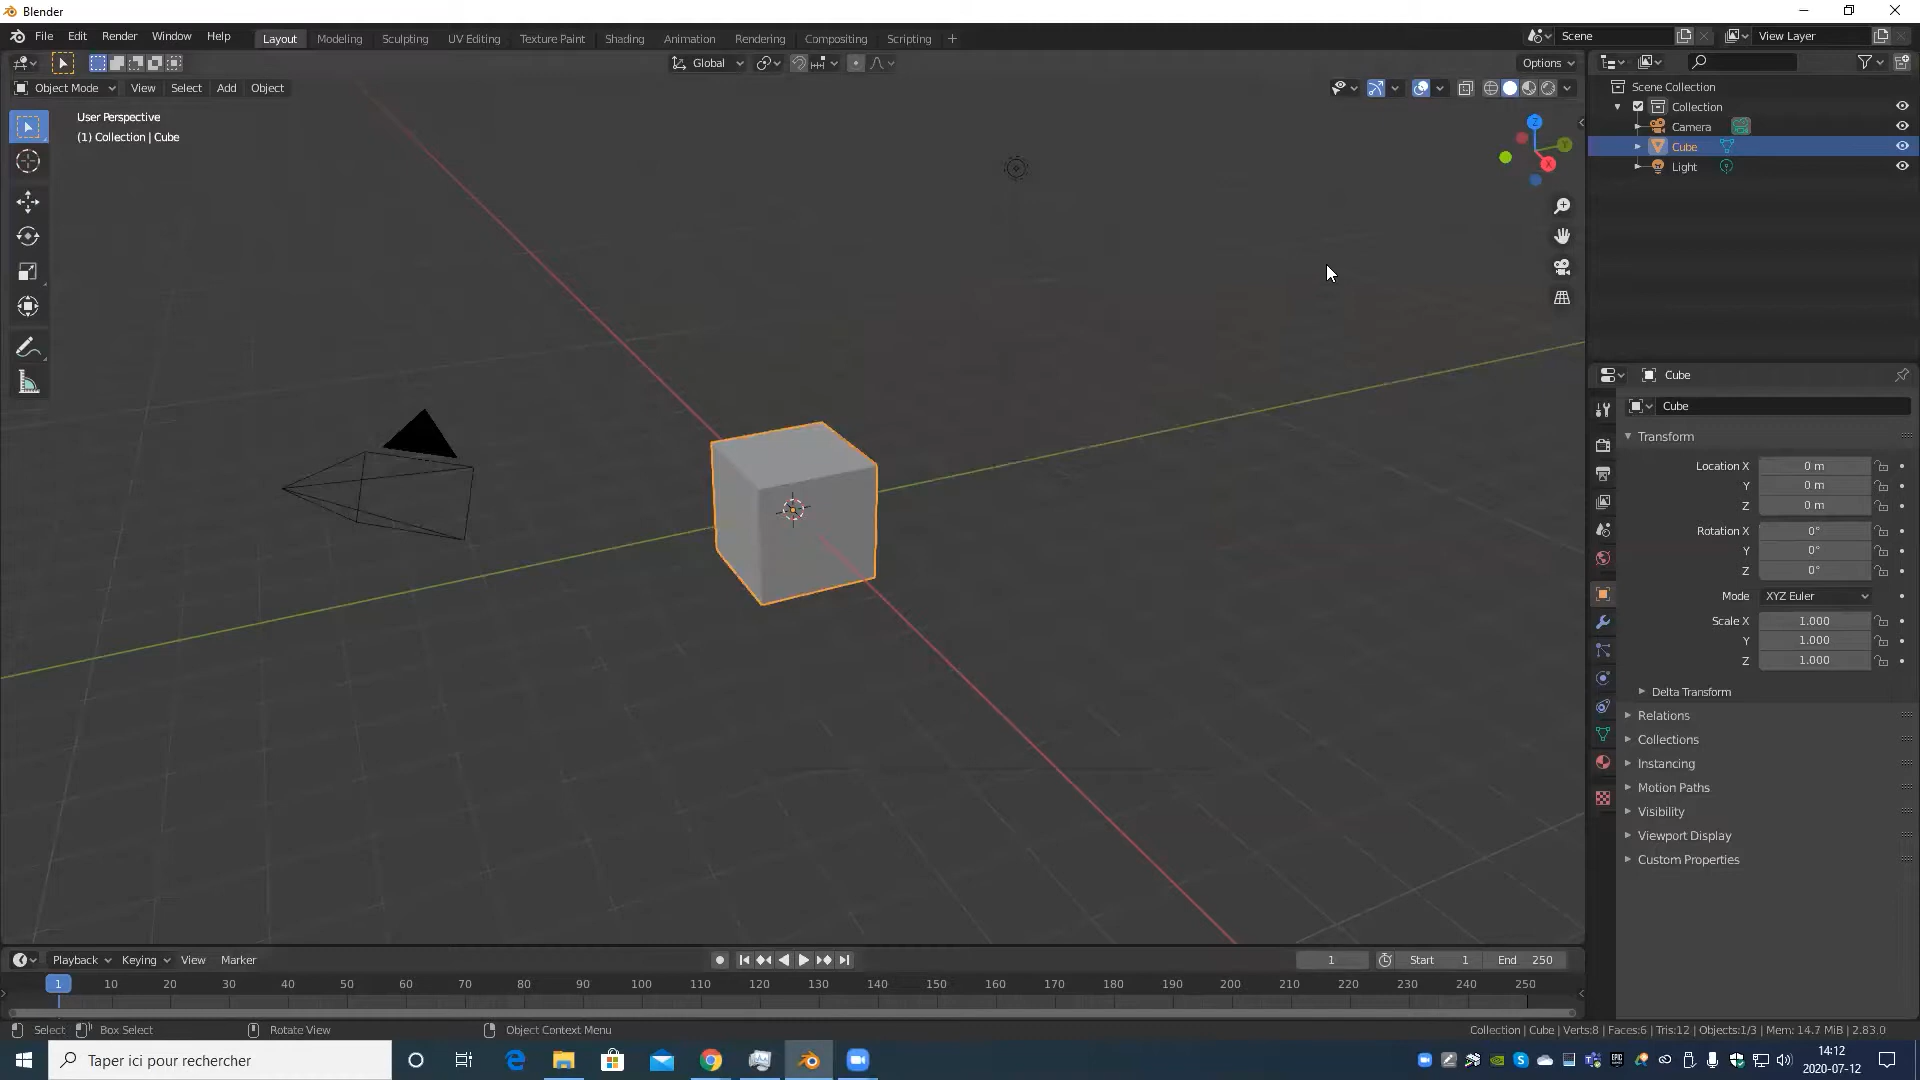 Blender
File Edit Render Window Help Layout Modeling Sculpting UV Editing Texture Paint Shading Animation Rendering Compositing Scripting + Scene View Layer
Global Options
Object Mode View Select Add Object
User Perspective
(1) Collection | Cube
Z
Y
X
Scene Collection
Collection
Camera
Cube
Light
Cube
Cube
Transform
Location X 0 m
Y 0 m
Z 0 m
Rotation X 0°
Y 0°
Z 0°
Mode XYZ Euler
Scale X 1.000
Y 1.000
Z 1.000
Delta Transform
Relations
Collections
Instancing
Motion Paths
Visibility
Viewport Display
Custom Properties
Playback Keying View Marker 1 Start 1 End 250
1 10 20 30 40 50 60 70 80 90 100 110 120 130 140 150 160 170 180 190 200 210 220 230 240 250
Select Box Select Rotate View Object Context Menu Collection | Cube | Verts:8 | Faces:6 | Tris:12 | Objects:1/3 | Mem: 14.7 MiB | 2.83.0
Taper ici pour rechercher
14:12
2020-07-12